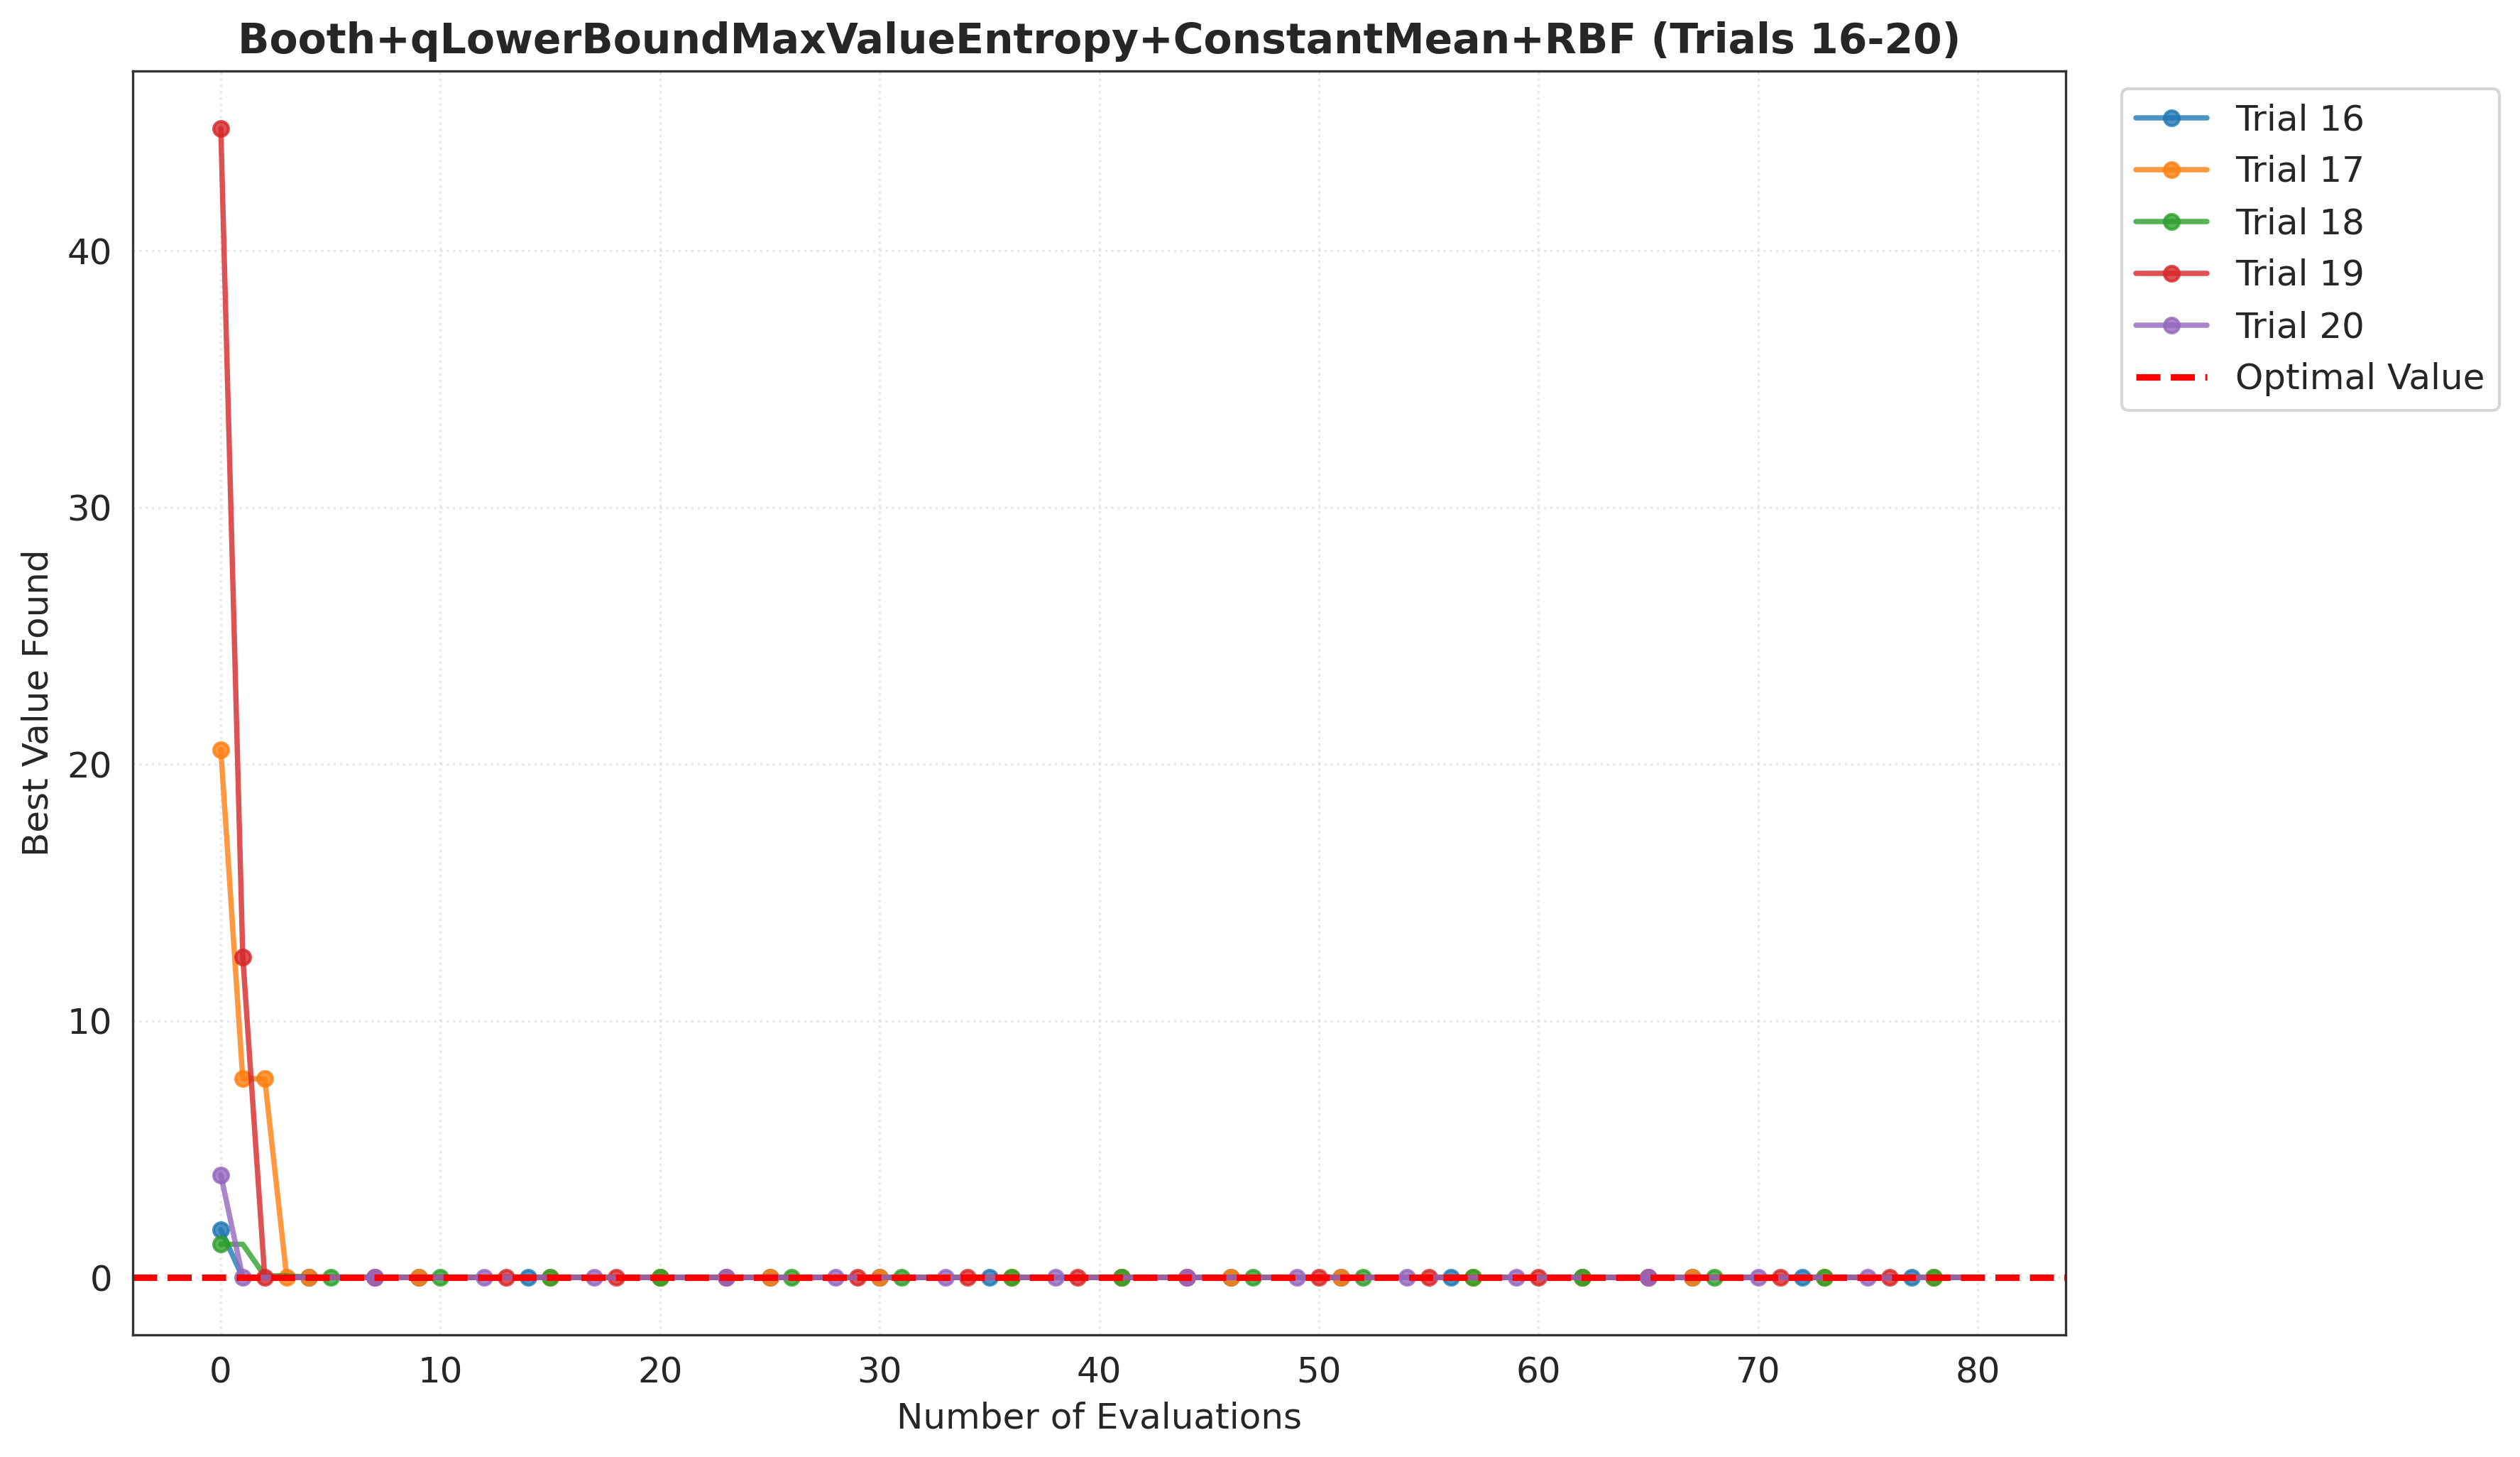 Booth+qLowerBoundMaxValueEntropy+ConstantMean+RBF (Trials 16-20)
Trial 16
Trial 17
Trial 18
Trial 19
Trial 20
Optimal Value
Best Value Found
40
30
20
10
0
0 10 20 30 40 50 60 70 80
Number of Evaluations